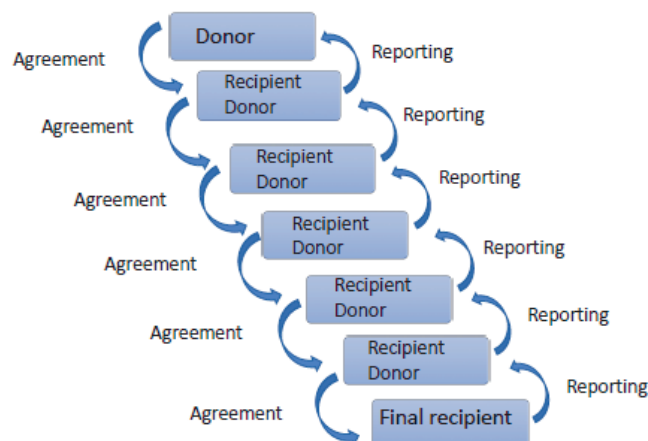 Donor
Agreement
Reporting
Recipient
Donor
Agreement
Reporting
Recipient
Donor
Agreement
Reporting
Recipient
Donor
Agreement
Reporting
Recipient
Donor
Agreement
Reporting
Recipient
Donor
Agreement
Reporting
Final recipient